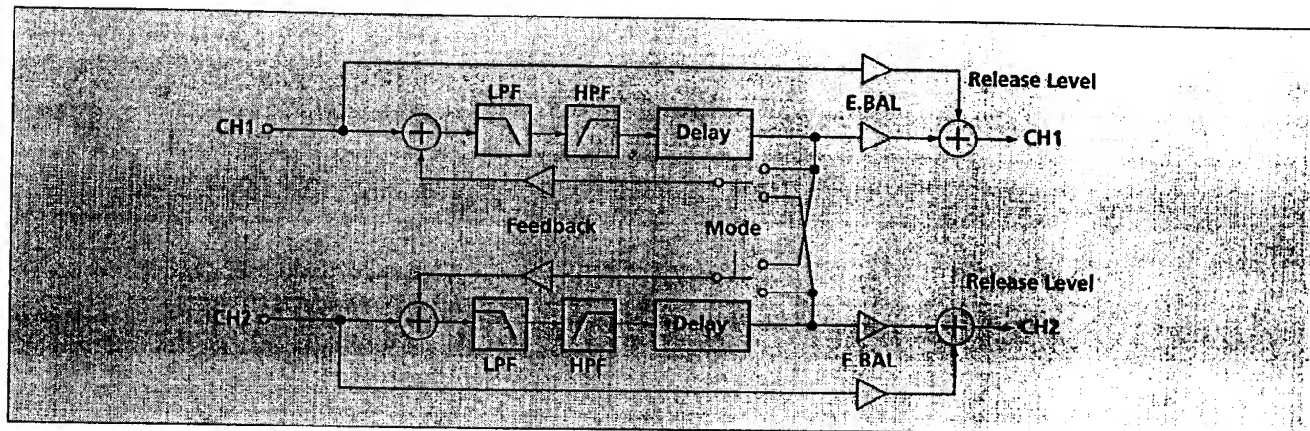 LPF HPF E.BAL Release Level
CH1 Delay CH1
Feedback Mode
Release Level
CH2 Delay CH2
LPF HPF E.BAL